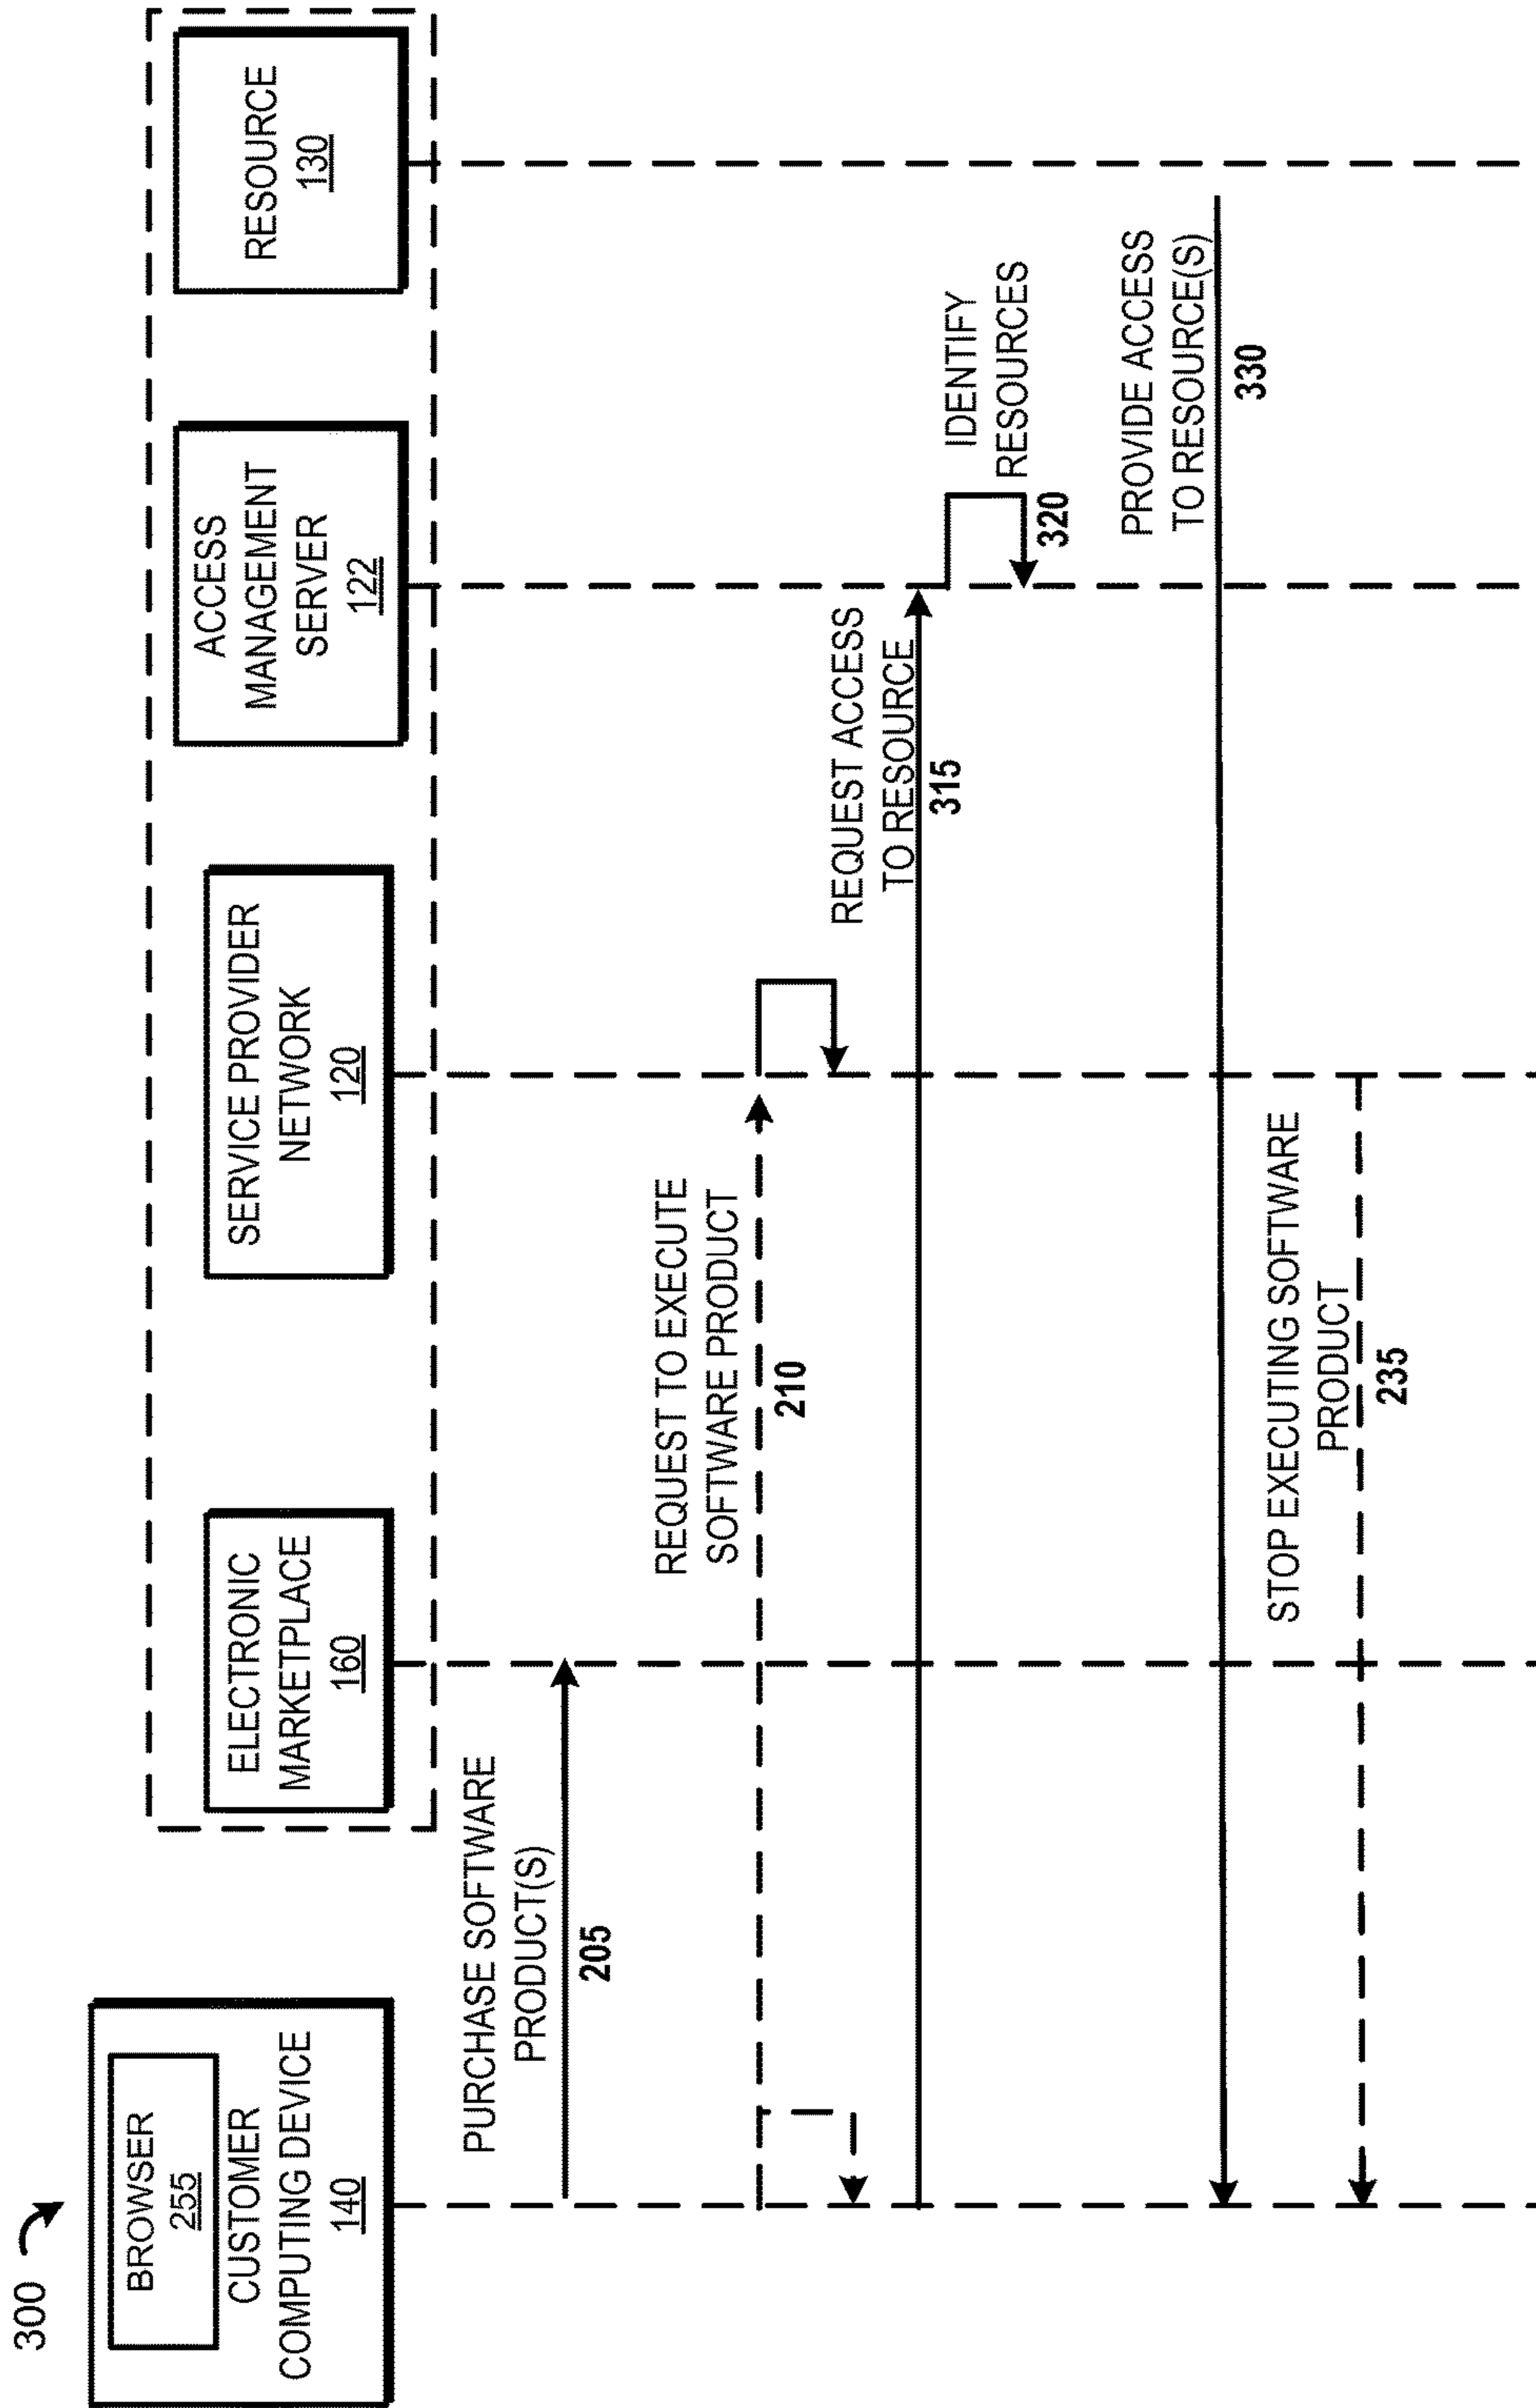 300
BROWSER
255
CUSTOMER
COMPUTING DEVICE
140
ELECTRONIC
MARKETPLACE
160
SERVICE PROVIDER
NETWORK
120
ACCESS
MANAGEMENT
SERVER
122
RESOURCE
130
PURCHASE SOFTWARE
PRODUCT(S)
205
REQUEST TO EXECUTE
SOFTWARE PRODUCT
210
REQUEST ACCESS
TO RESOURCE
315
IDENTIFY
RESOURCES
320
PROVIDE ACCESS
TO RESOURCE(S)
330
STOP EXECUTING SOFTWARE
PRODUCT
235